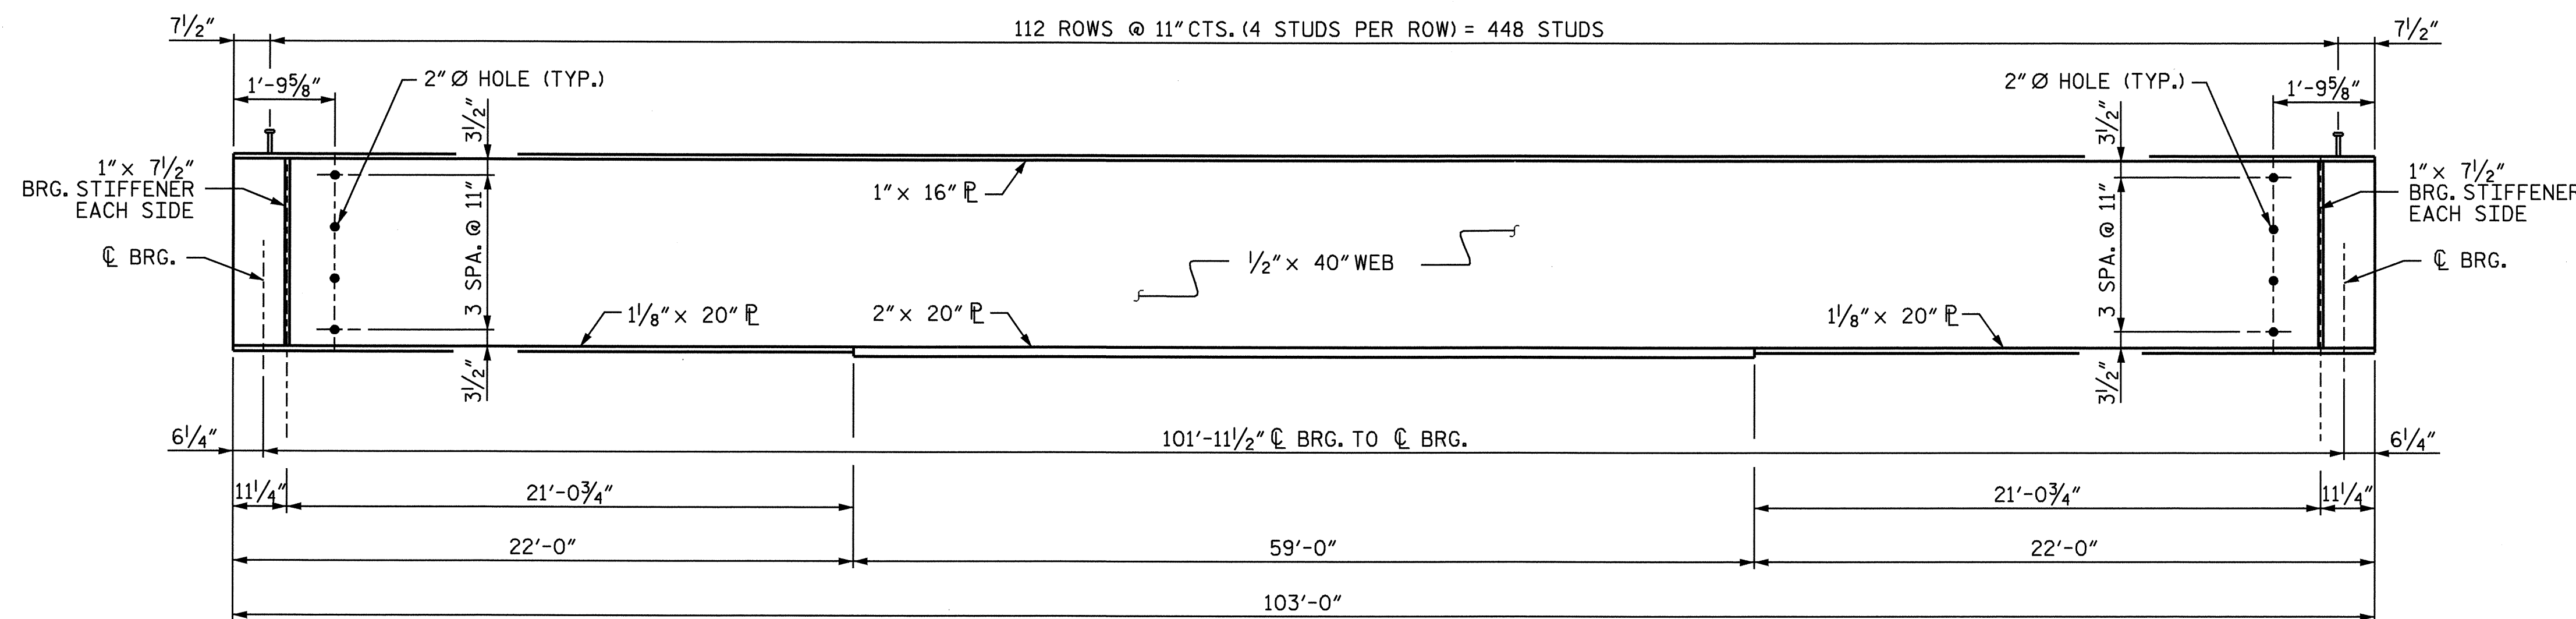 112 ROWS @ 11" CTS. (4 STUDS PER ROW) = 448 STUDS
7½"
7½"
1'-9⅝"
2" Ø HOLE (TYP.)
3½"
2" Ø HOLE (TYP.)
3½"
1'-9⅝"
1" x 7½"
BRG. STIFFENER
EACH SIDE
1" x 16" ℄
3 SPA. @ 11"
3 SPA. @ 11"
1" x 7½"
BRG. STIFFENER
EACH SIDE
℄ BRG.
½" x 40" WEB
℄ BRG.
1⅛" x 20" PL
2" x 20" PL
1⅛" x 20" PL
3½"
3½"
6¼"
101'-11½" ℄ BRG. TO ℄ BRG.
6¼"
11¼"
21'-0¾"
21'-0¾"
11¼"
22'-0"
59'-0"
22'-0"
103'-0"